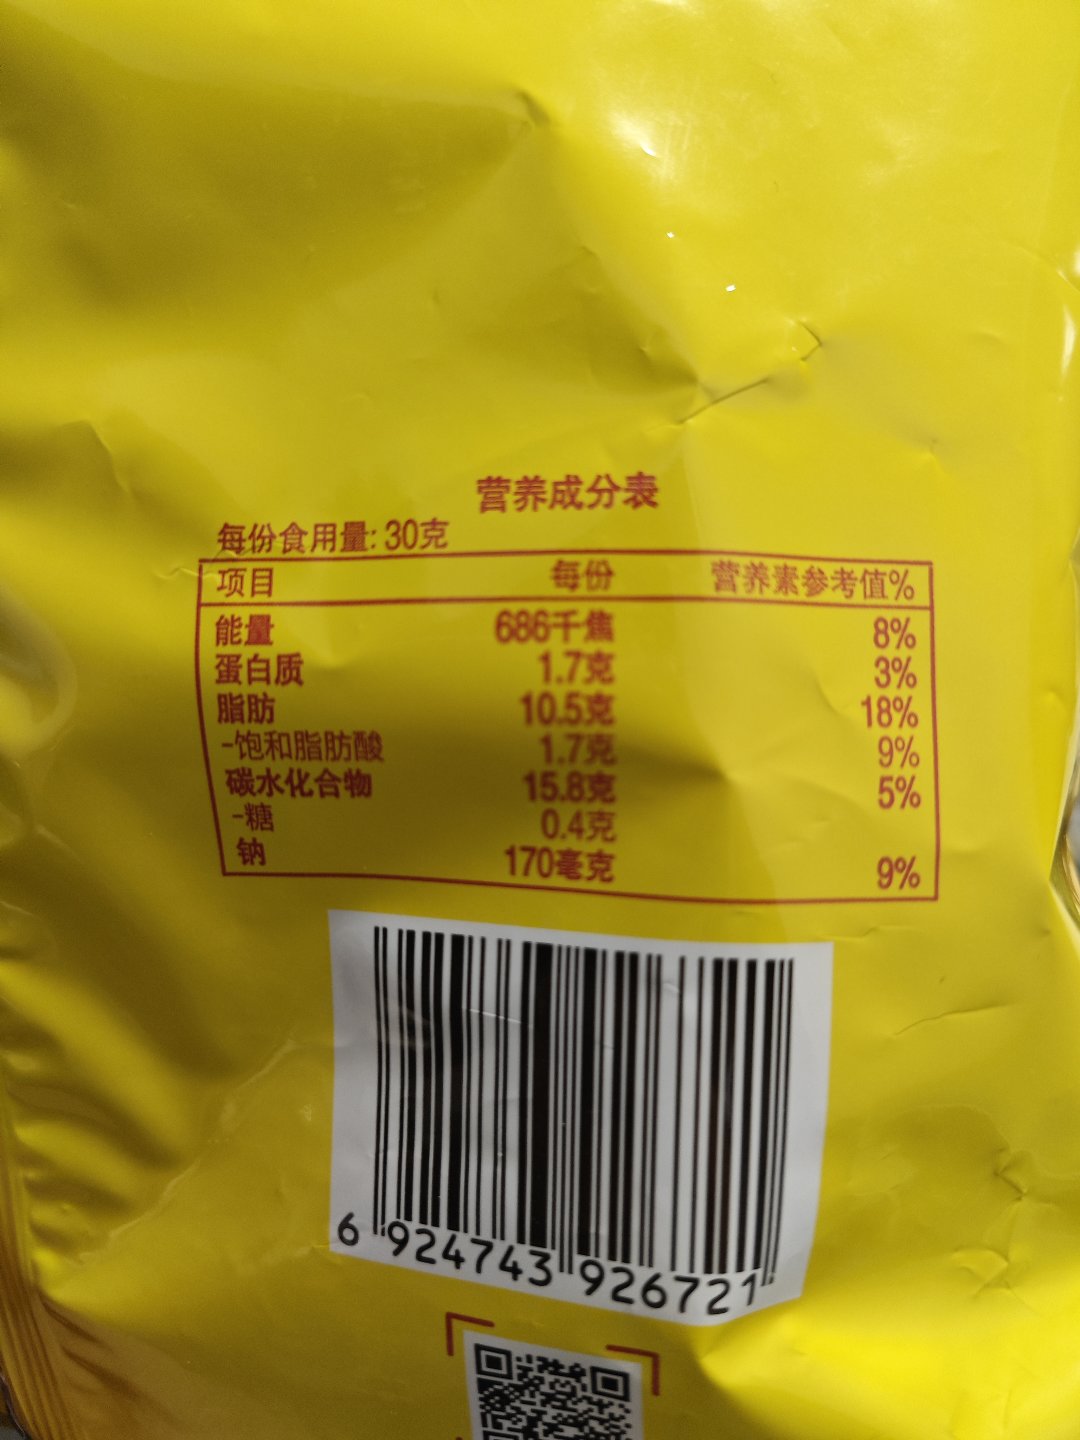 营养成分表
每份食用量: 30克
项目 每份 营养素参考值%
能量 686千焦 8%
蛋白质 1.7克 3%
脂肪 10.5克 18%
-饱和脂肪酸 1.7克 9%
碳水化合物 15.8克 5%
-糖 0.4克
钠 170毫克 9%
6 924743 926721